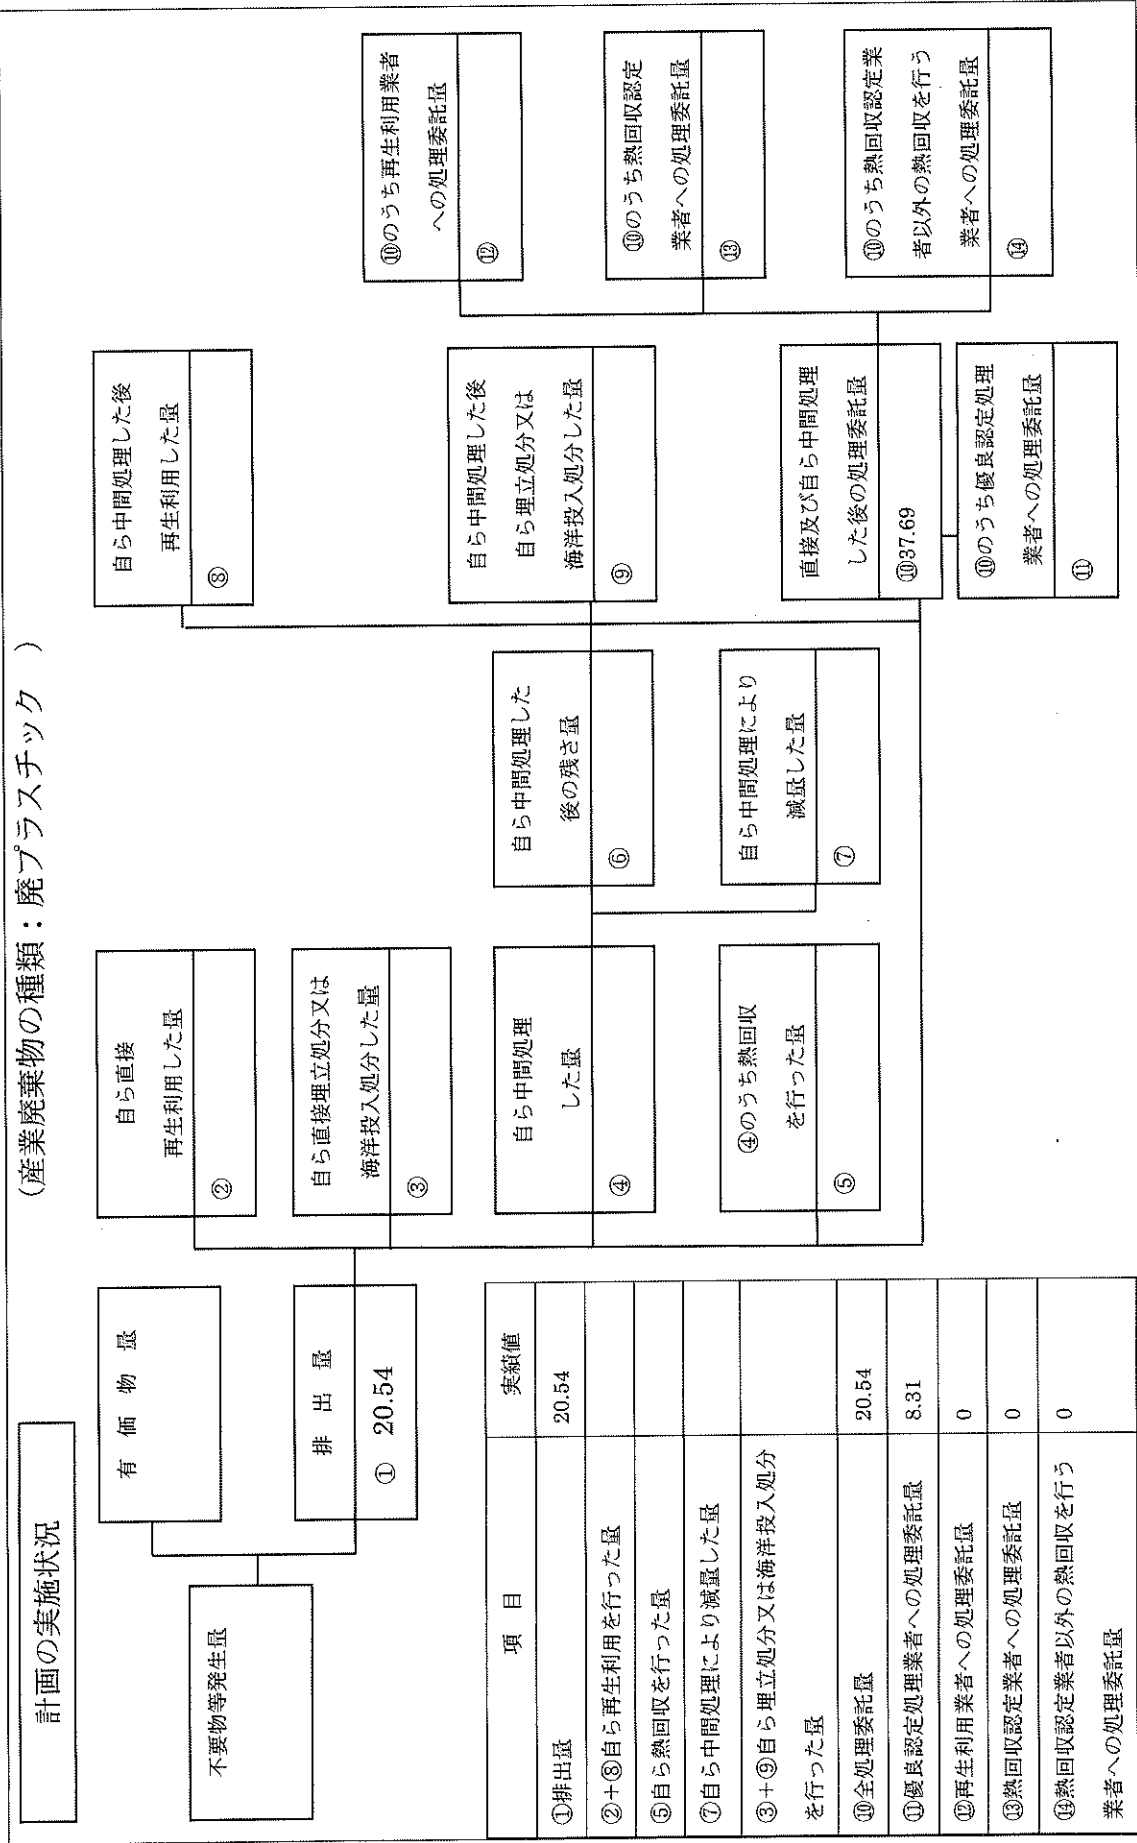 計画の実施状況
(産業廃棄物の種類：廃プラスチック　)
不要物等発生量
有 価 物 量
排 出 量
① 20.54
自ら直接
再生利用した量
②
自ら直接埋立処分又は
海洋投入処分した量
③
自ら中間処理
した量
④
④のうち熱回収
を行った量
⑤
自ら中間処理した
後の残さ量
⑥
自ら中間処理により
減量した量
⑦
自ら中間処理した後
再生利用した量
⑧
自ら中間処理した後
自ら埋立処分又は
海洋投入処分した量
⑨
直接及び自ら中間処理
した後の処理委託量
⑩37.69
⑩のうち優良認定処理
業者への処理委託量
⑪
⑩のうち再生利用業者
への処理委託量
⑫
⑩のうち熱回収認定
業者への処理委託量
⑬
⑩のうち熱回収認定業
者以外の熱回収を行う
業者への処理委託量
⑭
項 目 実績値
①排出量 20.54
②+⑧自ら再生利用を行った量
⑤自ら熱回収を行った量
⑦自ら中間処理により減量した量
③+⑨自ら埋立処分又は海洋投入処分
を行った量
⑩全処理委託量 20.54
⑪優良認定処理業者への処理委託量 8.31
⑫再生利用業者への処理委託量 0
⑬熱回収認定業者への処理委託量 0
⑭熱回収認定業者以外の熱回収を行う 0
業者への処理委託量